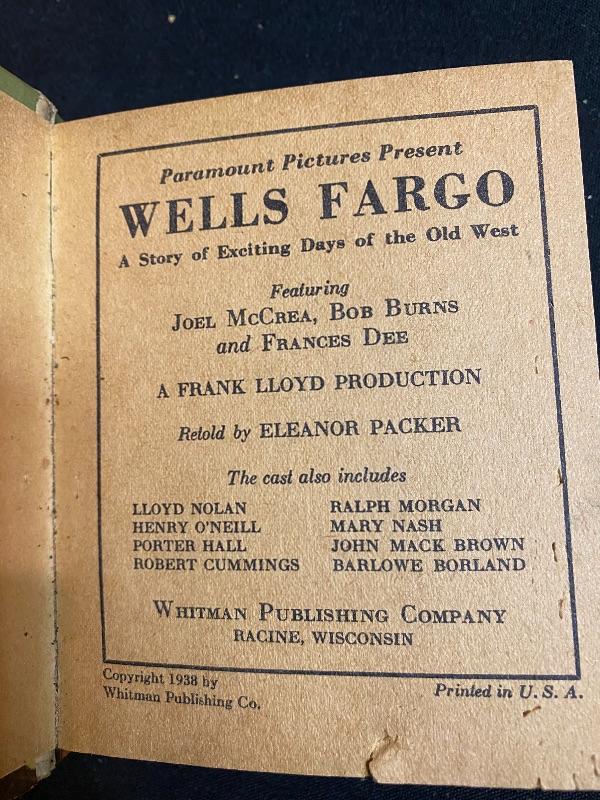 Paramount Pictures Present
WELLS FARGO
A Story of Exciting Days of the Old West
Featuring
JOEL MCCREA, BOB BURNS
and FRANCES DEE
A FRANK LLOYD PRODUCTION
Retold by ELEANOR PACKER
The cast also includes
LLOYD NOLAN
HENRY O'NEILL
PORTER HALL
ROBERT CUMMINGS
RALPH MORGAN
MARY NASH
JOHN MACK BROWN
BARLOWE BORLAND
WHITMAN PUBLISHING COMPANY
RACINE, WISCONSIN
Copyright 1938 by
Whitman Publishing Co.
Printed in U. S. A.